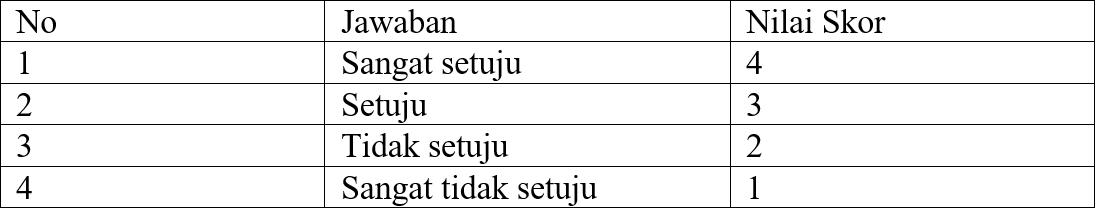 No Jawaban Nilai Skor
1 Sangat setuju 4
2 Setuju 3
3 Tidak setuju 2
4 Sangat tidak setuju 1